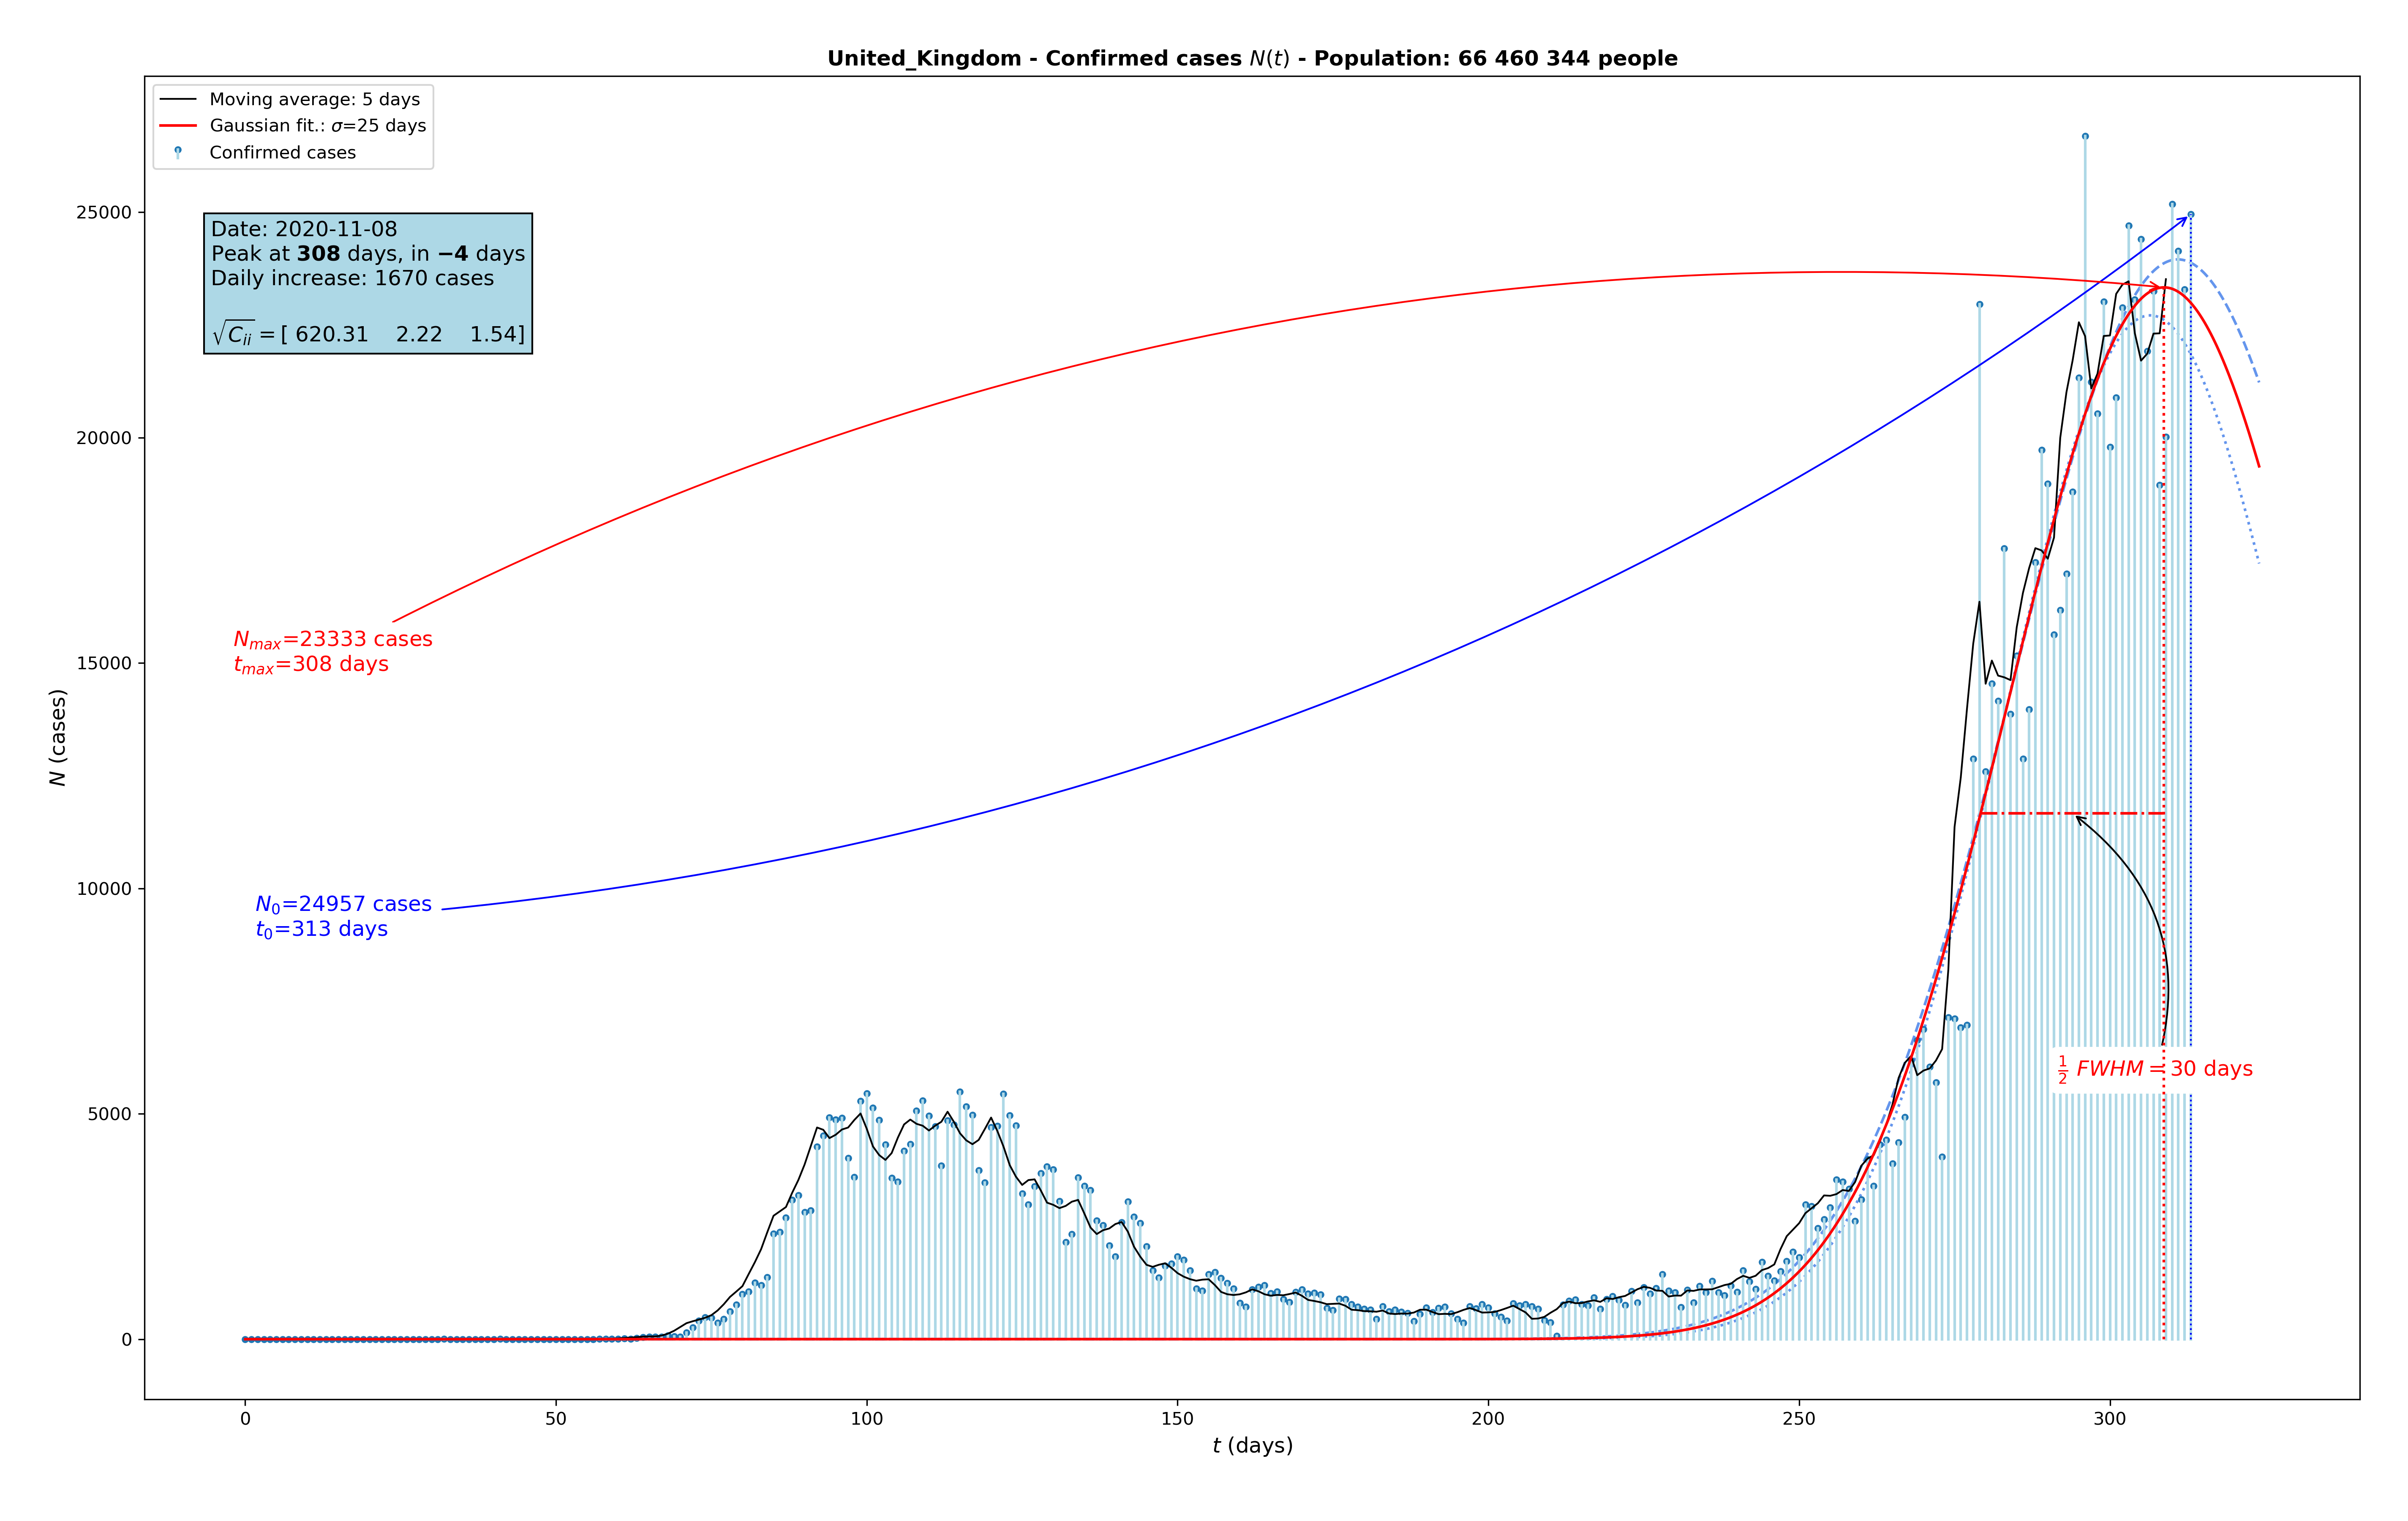 United_Kingdom - Confirmed cases N(t) - Population: 66 460 344 people
Moving average: 5 days
Gaussian fit.: σ=25 days
Confirmed cases
Date: 2020-11-08
Peak at 308 days, in −4 days
Daily increase: 1670 cases
√C_ii = [ 620.31 2.22 1.54]
N_max=23333 cases
t_max=308 days
N_0=24957 cases
t_0=313 days
½ FWHM = 30 days
25000
20000
15000
10000
5000
0
N (cases)
0 50 100 150 200 250 300
t (days)